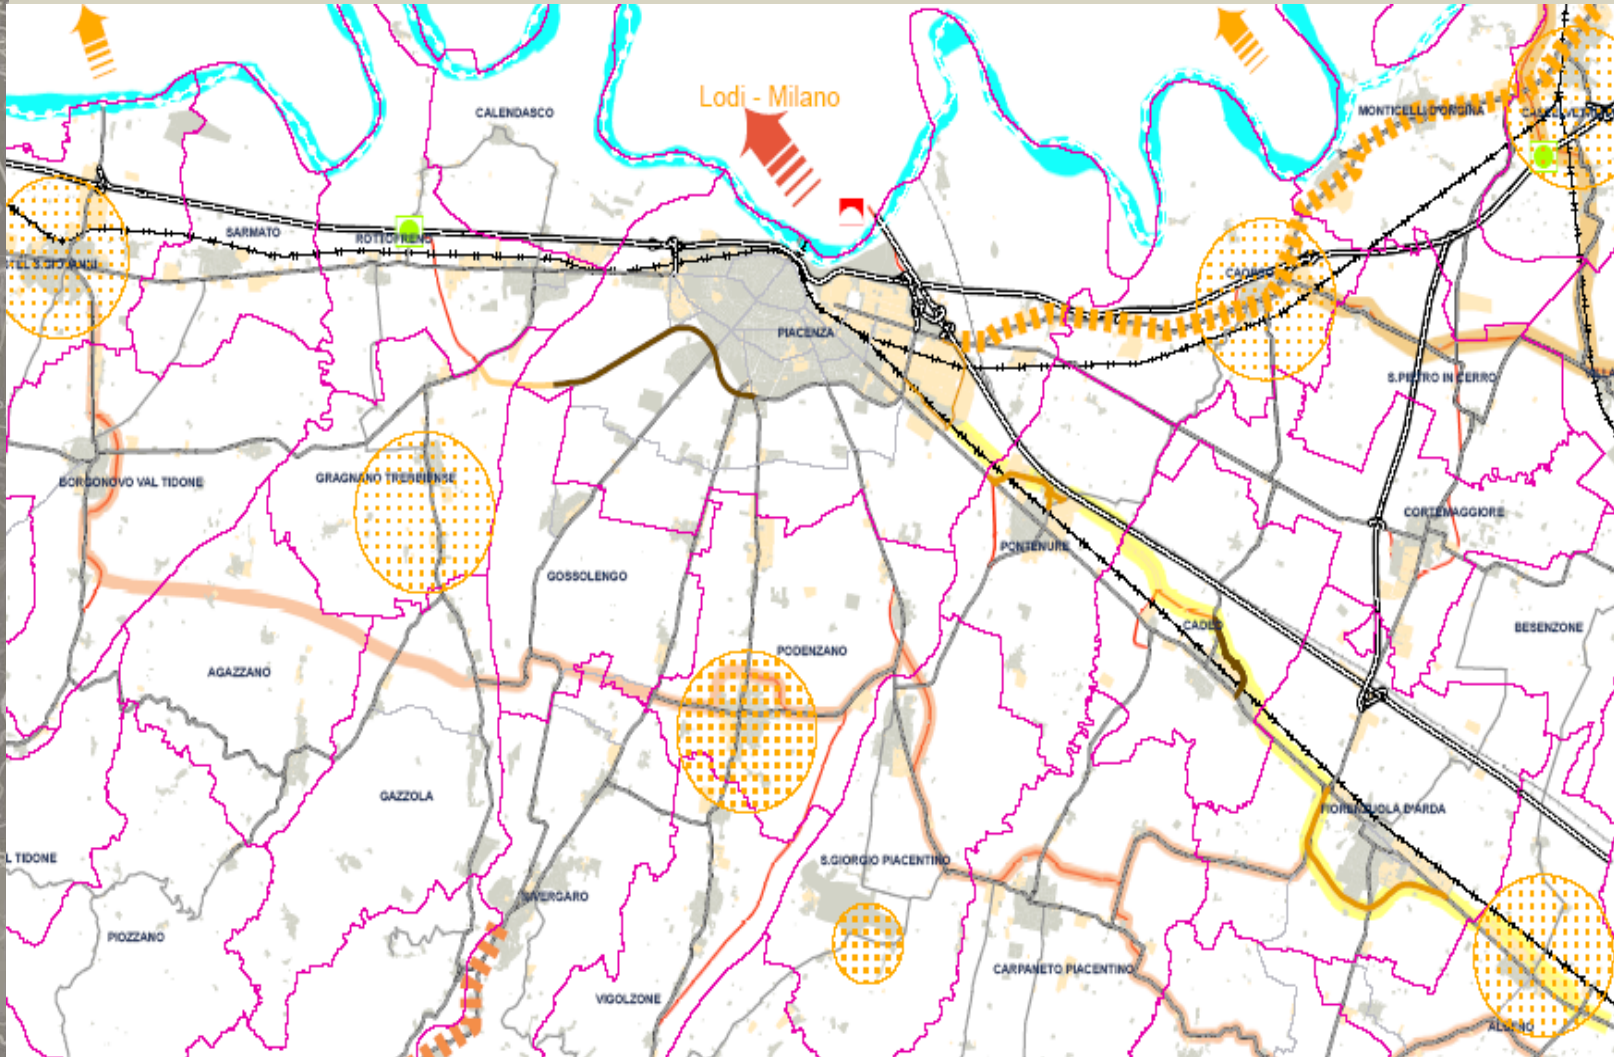 Lodi - Milano
CALENDASCO
MONTICELLI D'ONGINA
SARMATO
ROTTOFRENO
CAORSO
PIACENZA
S.PIETRO IN CERRO
BORGONOVO VAL TIDONE
GRAGNANO TREBBIENSE
CORTEMAGGIORE
PONTENURE
GOSSOLENGO
CADEO
BESENZONE
PODENZANO
AGAZZANO
GAZZOLA
FIORENZUOLA D'ARDA
L TIDONE
S.GIORGIO PIACENTINO
RIVERGARO
PIOZZANO
CARPANETO PIACENTINO
VIGOLZONE
ALSENO